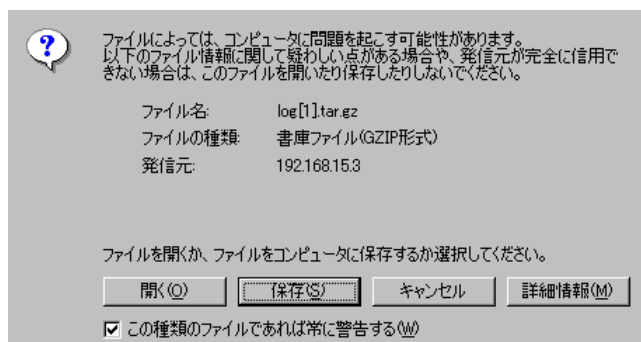 ファイルによっては、コンピュータに問題を起こす可能性があります。
以下のファイル情報に関して疑わしい点がある場合や、発信元が完全に信用で
きない場合は、このファイルを開いたり保存したりしないでください。
ファイル名: log[1].tar.gz
ファイルの種類: 書庫ファイル(GZIP形式)
発信元: 192.168.15.3
ファイルを開くか、ファイルをコンピュータに保存するか選択してください。
開く(O) 保存(S) キャンセル 詳細情報(M)
この種類のファイルであれば常に警告する(W)